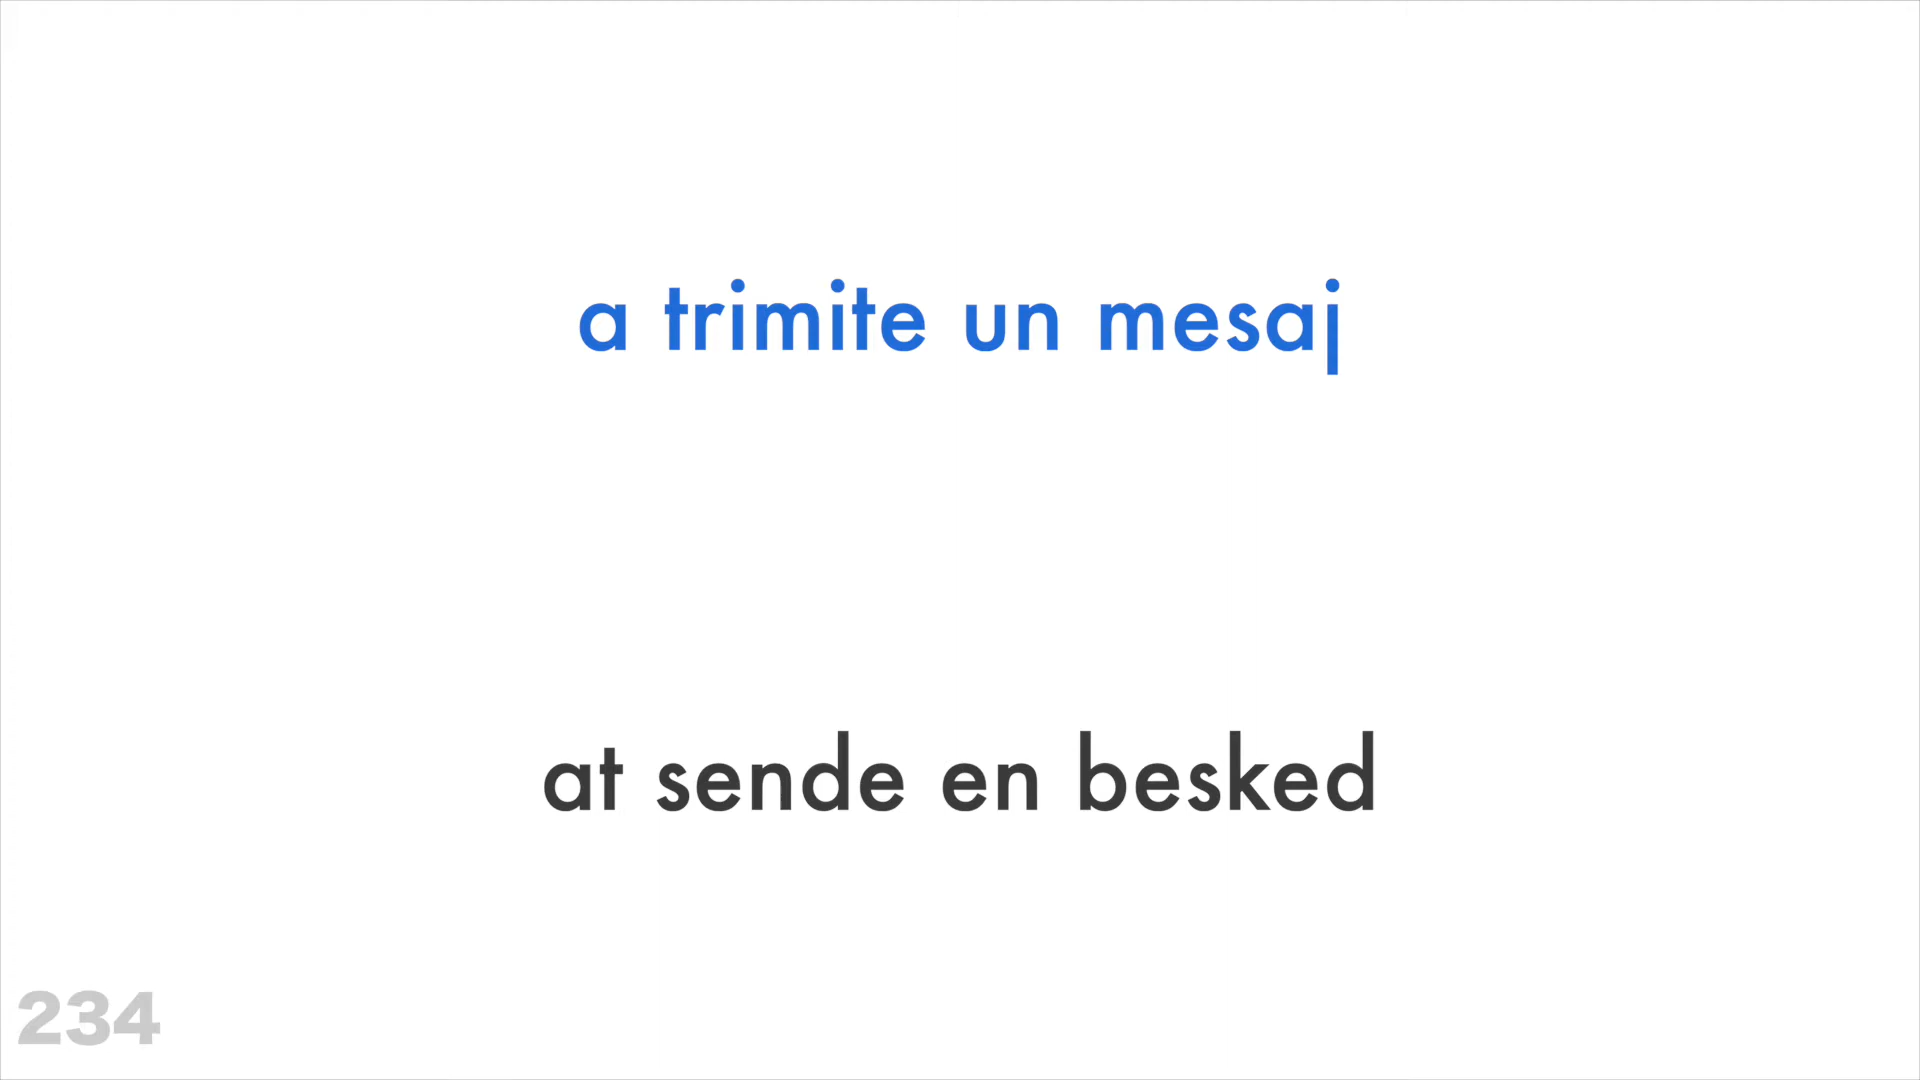 a trimite un mesaj
at sende en besked
234